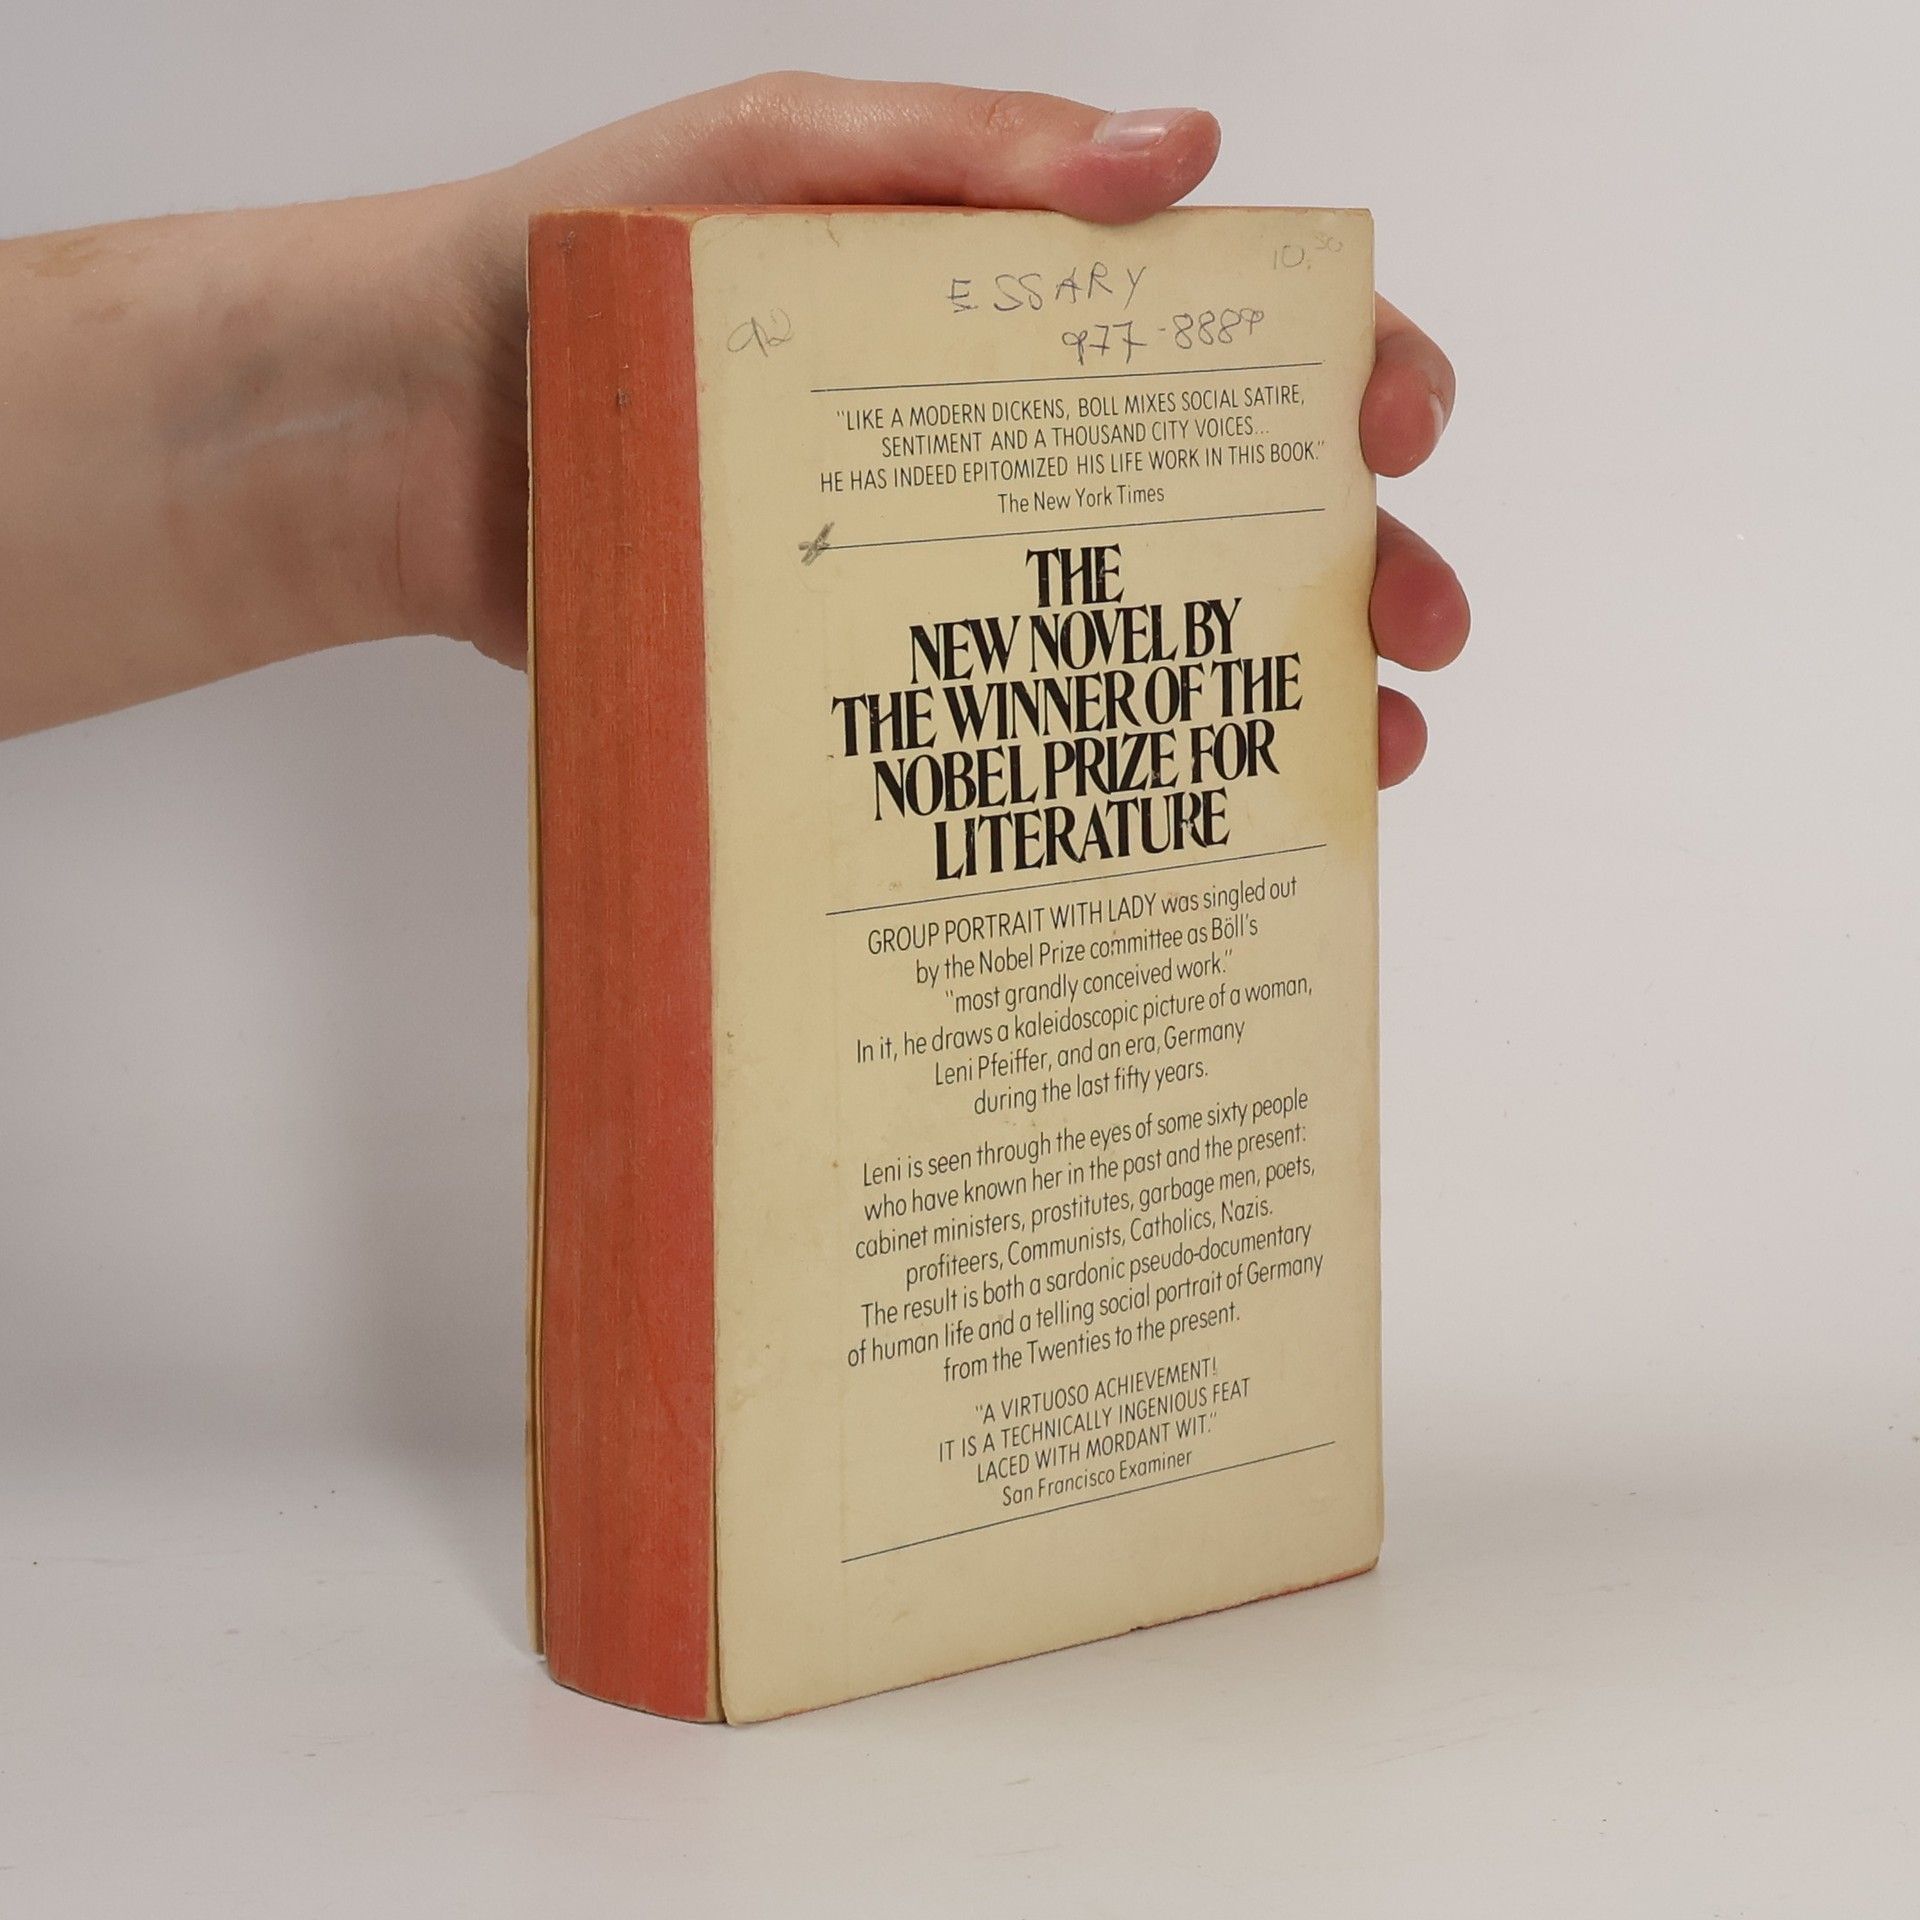 10.50
ESSARY
92
977-8889
"LIKE A MODERN DICKENS, BOLL MIXES SOCIAL SATIRE,
SENTIMENT AND A THOUSAND CITY VOICES...
HE HAS INDEED EPITOMIZED HIS LIFE WORK IN THIS BOOK."
The New York Times
THE
NEW NOVEL BY
THE WINNER OF THE
NOBEL PRIZE FOR
LITERATURE
GROUP PORTRAIT WITH LADY was singled out
by the Nobel Prize committee as Böll's
"most grandly conceived work."
In it, he draws a kaleidoscopic picture of a woman,
Leni Pfeiffer, and an era, Germany
during the last fifty years.
Leni is seen through the eyes of some sixty people
who have known her in the past and the present:
cabinet ministers, prostitutes, garbage men, poets,
profiteers, Communists, Catholics, Nazis.
The result is both a sardonic pseudo-documentary
of human life and a telling social portrait of Germany
from the Twenties to the present.
"A VIRTUOSO ACHIEVEMENT!
IT IS A TECHNICALLY INGENIOUS FEAT
LACED WITH MORDANT WIT."
San Francisco Examiner